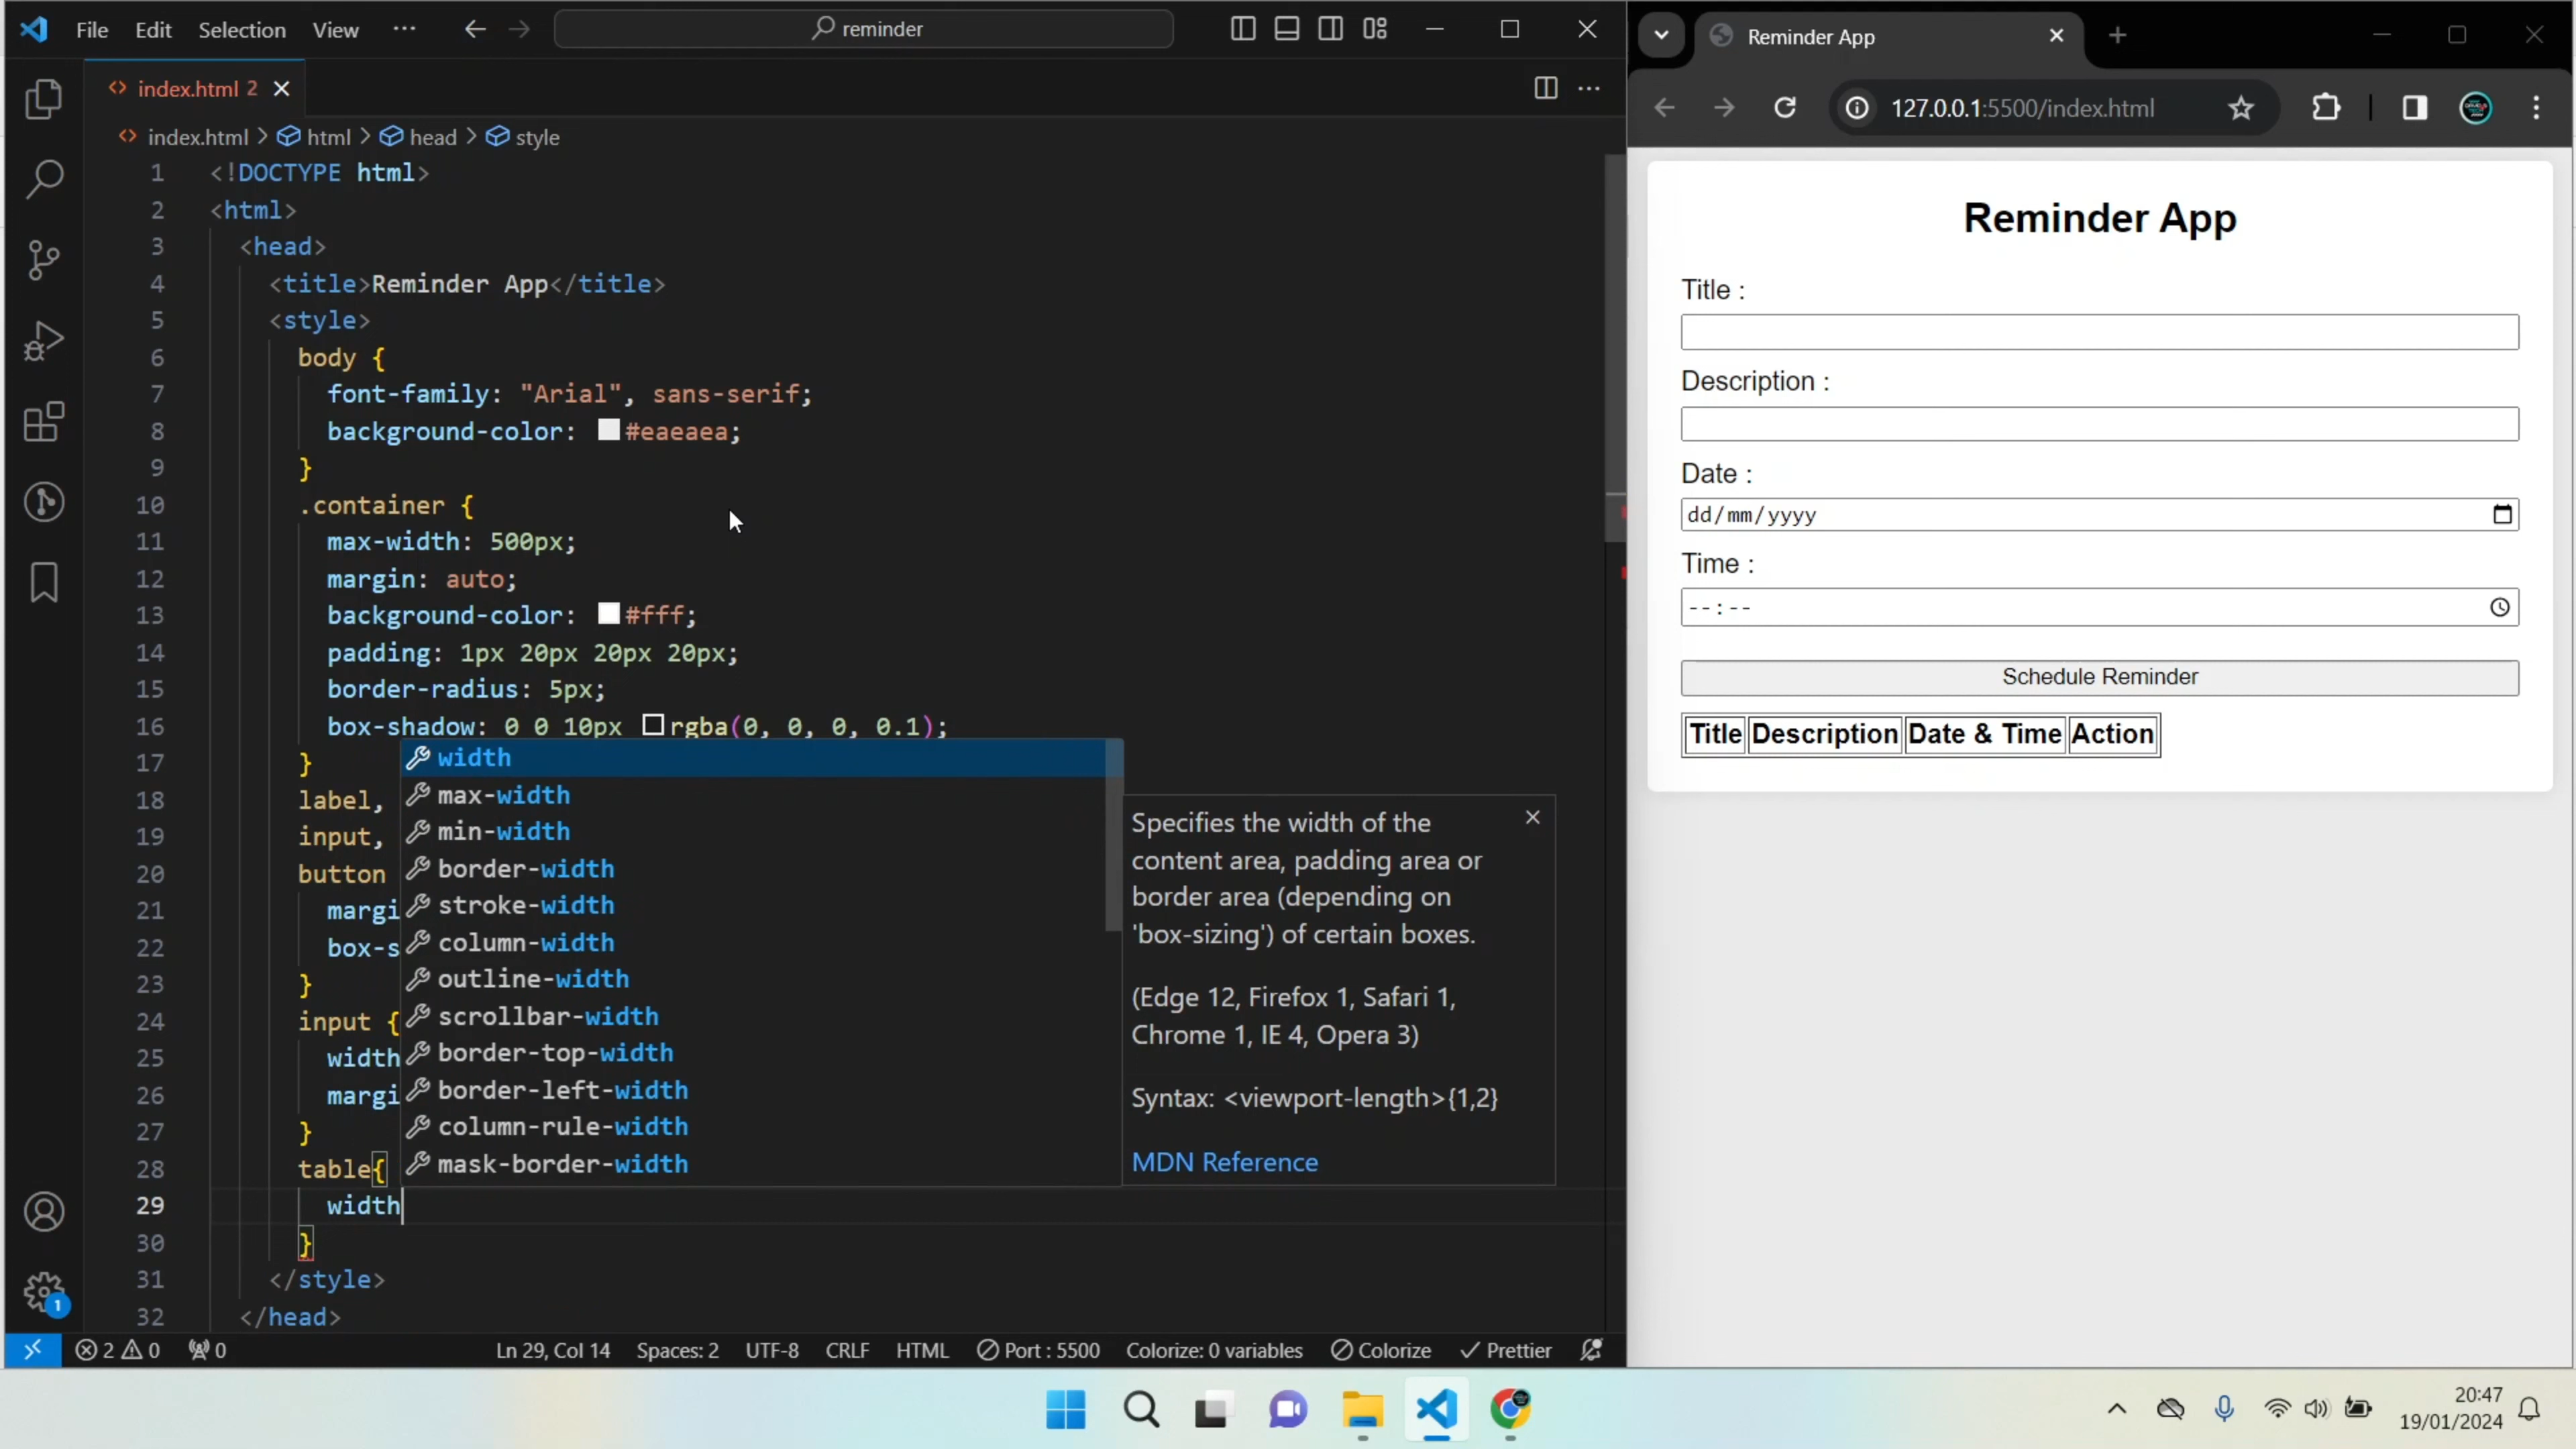 File Edit Selection View ··· reminder
index.html 2
index.html > html > head > style
1 <!DOCTYPE html>
2 <html>
3 <head>
4 <title>Reminder App</title>
5 <style>
6 body {
7 font-family: "Arial", sans-serif;
8 background-color: #eaeaea;
9 }
10 .container {
11 max-width: 500px;
12 margin: auto;
13 background-color: #fff;
14 padding: 1px 20px 20px 20px;
15 border-radius: 5px;
16 box-shadow: 0 0 10px rgba(0, 0, 0, 0.1);
17 }
18 label,
19 input,
20 button
21 margi
22 box-s
23 }
24 input {
25 width
26 margi
27 }
28 table{
29 width
30 }
31 </style>
32 </head>
width
max-width
min-width
border-width
stroke-width
column-width
outline-width
scrollbar-width
border-top-width
border-left-width
column-rule-width
mask-border-width
Specifies the width of the
content area, padding area or
border area (depending on
'box-sizing') of certain boxes.
(Edge 12, Firefox 1, Safari 1,
Chrome 1, IE 4, Opera 3)
Syntax: <viewport-length>{1,2}
MDN Reference
1
2 0 0 Ln 29, Col 14 Spaces: 2 UTF-8 CRLF HTML Port : 5500 Colorize: 0 variables Colorize Prettier
Reminder App
127.0.0.1:5500/index.html
Reminder App
Title :
Description :
Date :
dd/mm/yyyy
Time :
--:--
Schedule Reminder
Title Description Date & Time Action
20:47
19/01/2024